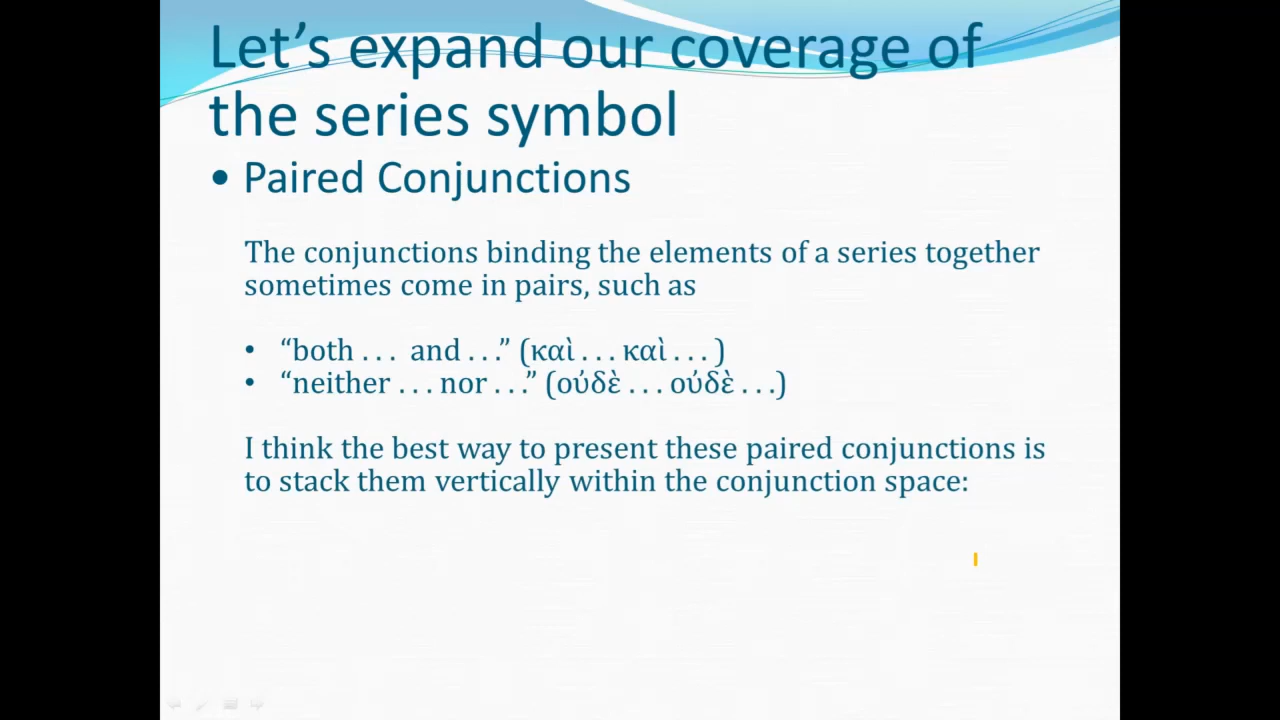 Let’s expand our coverage of
the series symbol
• Paired Conjunctions
The conjunctions binding the elements of a series together
sometimes come in pairs, such as
• “both . . .  and . . .” (καὶ . . . καὶ . . . )
• “neither . . . nor . . .” (οὐδὲ . . . οὐδὲ . . .)
I think the best way to present these paired conjunctions is
to stack them vertically within the conjunction space: